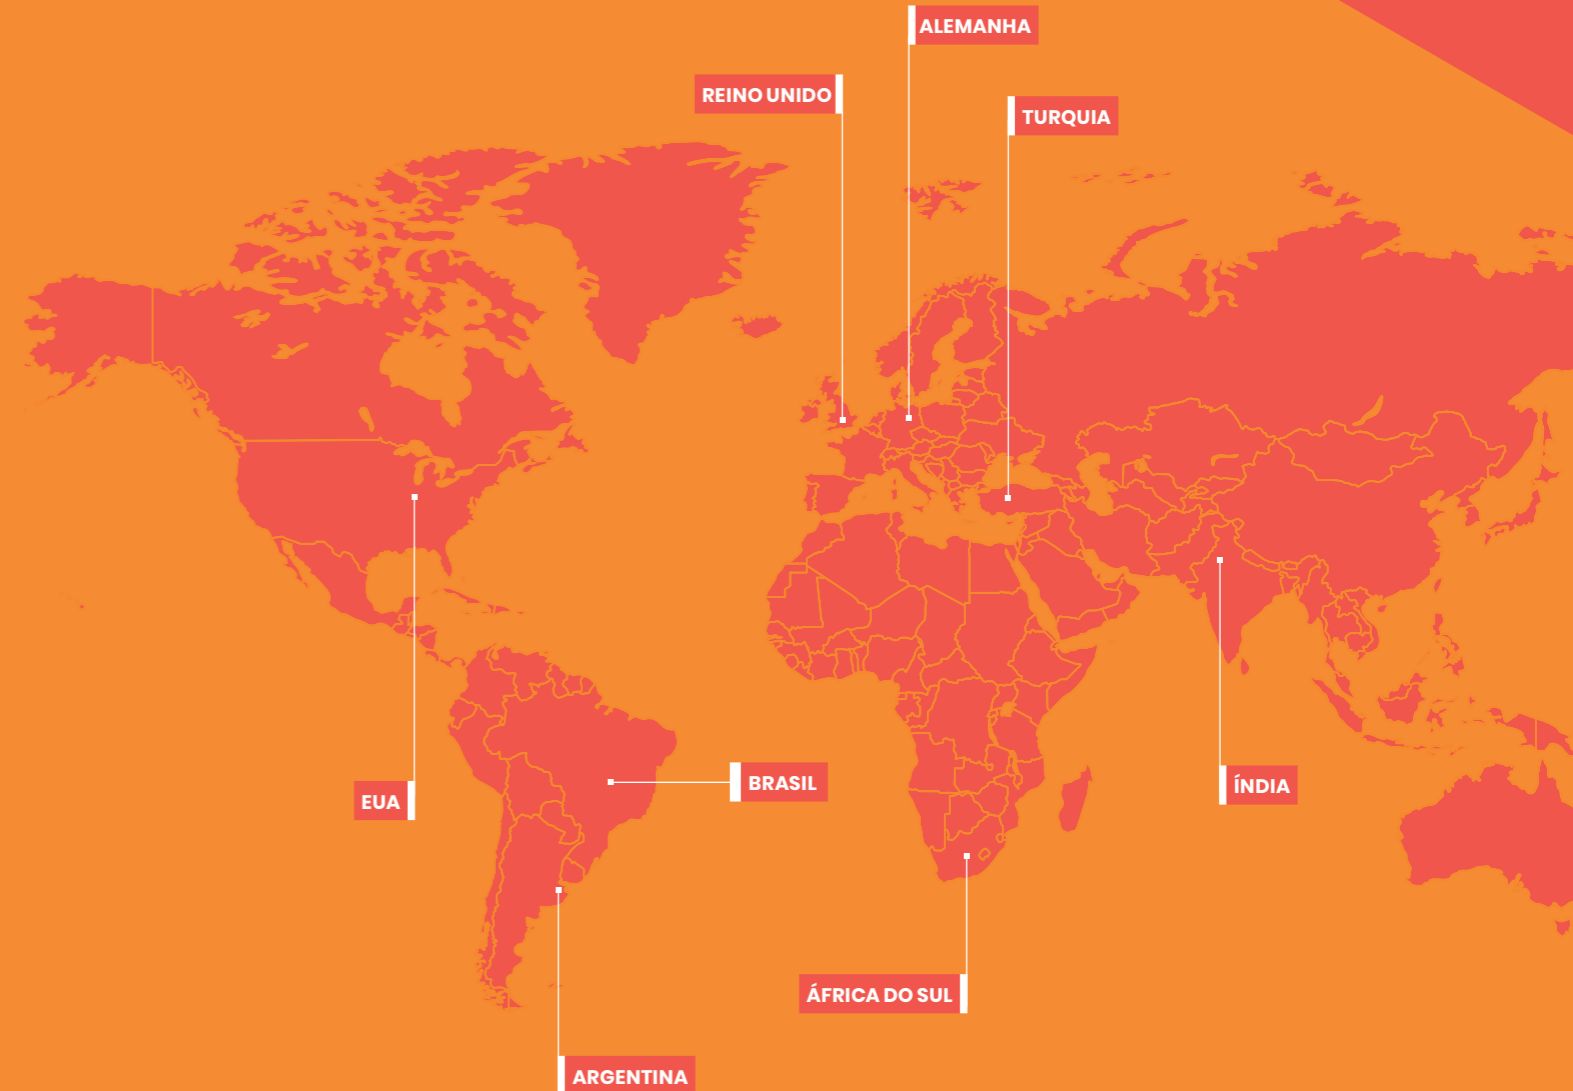 ALEMANHA
REINO UNIDO
TURQUIA
BRASIL
ÍNDIA
EUA
ÁFRICA DO SUL
ARGENTINA